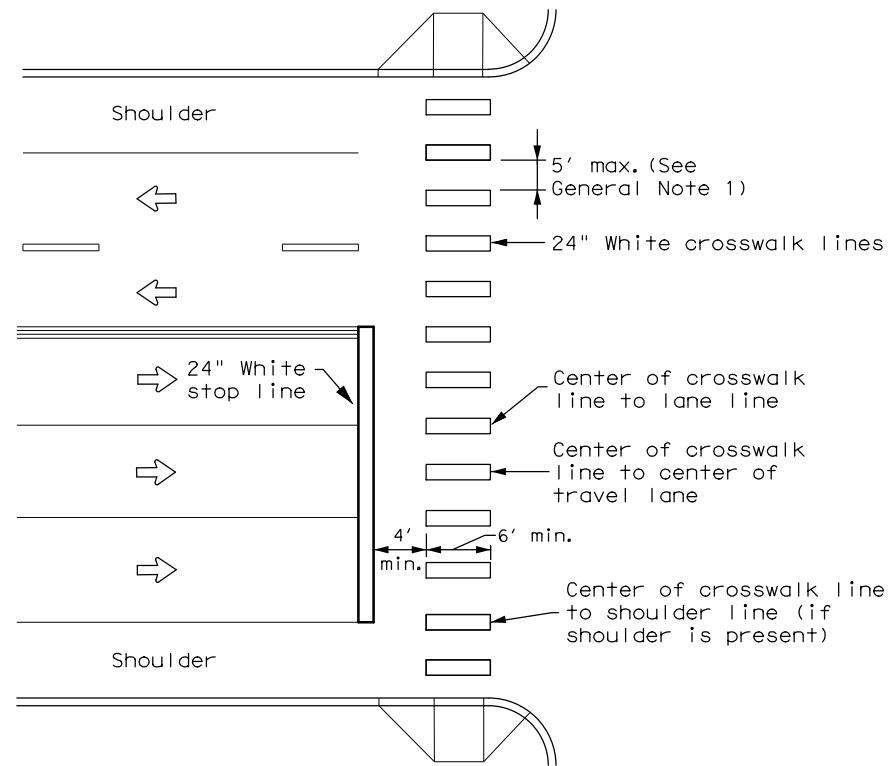 Shoulder
5' max. (See
General Note 1)
24" White crosswalk lines
24" White
stop line
Center of crosswalk
line to lane line
Center of crosswalk
line to center of
travel lane
4'
min.
6' min.
Center of crosswalk line
to shoulder line (if
shoulder is present)
Shoulder